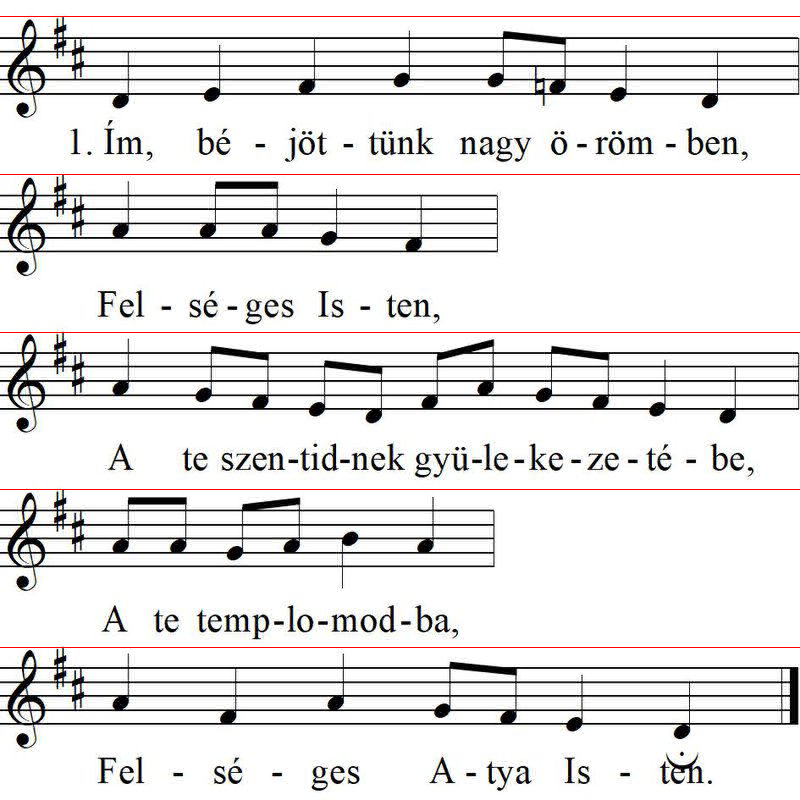 1. Ím, bé - jöt - tünk nagy ö - röm - ben,
Fel - sé - ges Is - ten,
A te szen-tid-nek gyü-le-ke-ze-té-be,
A te temp-lo-mod-ba,
Fel - sé - ges A - tya Is - ten.